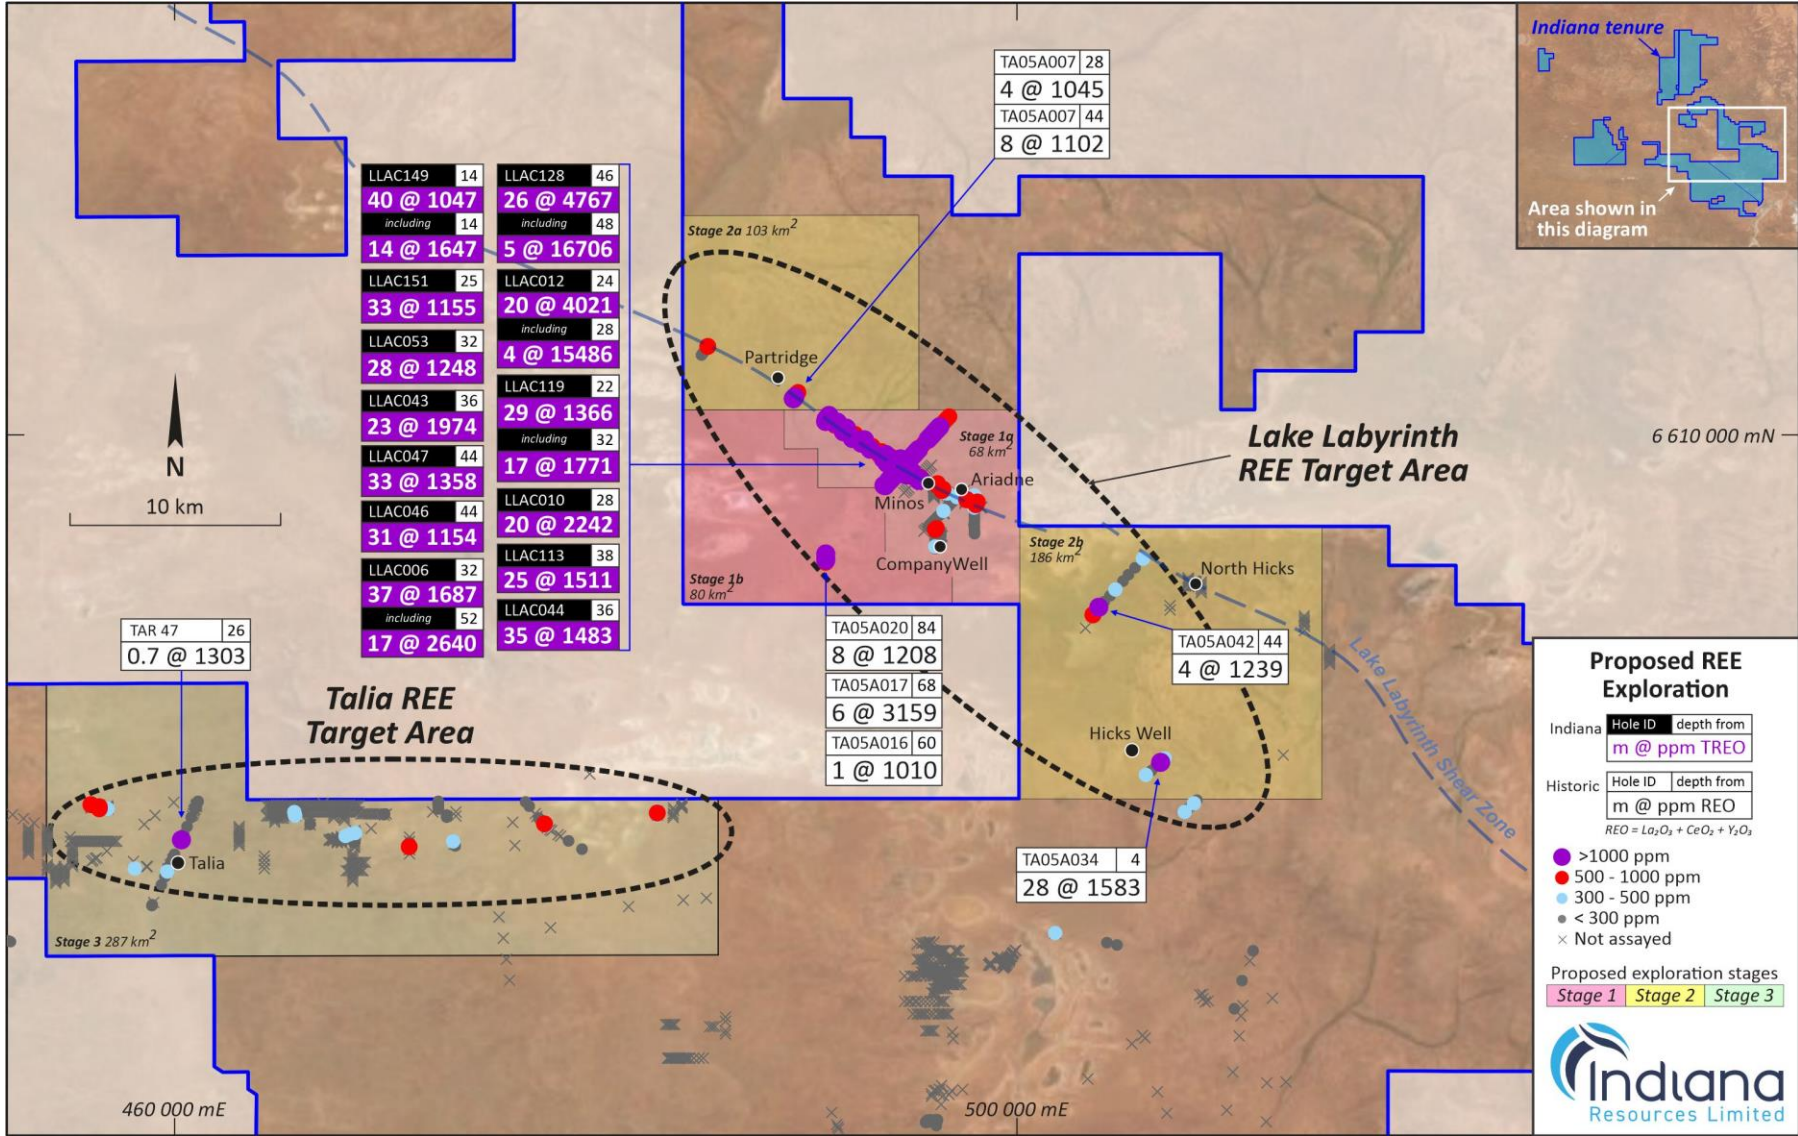 Indiana tenure
Area shown in
this diagram
TA05A007 28
4 @ 1045
TA05A007 44
8 @ 1102
LLAC149 14
40 @ 1047
including 14
14 @ 1647
LLAC151 25
33 @ 1155
LLAC053 32
28 @ 1248
LLAC043 36
23 @ 1974
LLAC047 44
33 @ 1358
LLAC046 44
31 @ 1154
LLAC006 32
37 @ 1687
including 52
17 @ 2640
LLAC128 46
26 @ 4767
including 48
5 @ 16706
LLAC012 24
20 @ 4021
including 28
4 @ 15486
LLAC119 22
29 @ 1366
including 32
17 @ 1771
LLAC010 28
20 @ 2242
LLAC113 38
25 @ 1511
LLAC044 36
35 @ 1483
Stage 2a 103 km²
Partridge
Stage 1a
68 km²
Ariadne
Minos
CompanyWell
Stage 1b
80 km²
Lake Labyrinth
REE Target Area
6 610 000 mN
N
10 km
Stage 2b
186 km²
North Hicks
TA05A042 44
4 @ 1239
Hicks Well
Lake Labyrinth Shear Zone
TAR 47 26
0.7 @ 1303
Talia REE
Target Area
TA05A020 84
8 @ 1208
TA05A017 68
6 @ 3159
TA05A016 60
1 @ 1010
TA05A034 4
28 @ 1583
Talia
Stage 3 287 km²
460 000 mE
500 000 mE
Proposed REE
Exploration
Indiana
Hole ID depth from
m @ ppm TREO
Historic
Hole ID depth from
m @ ppm REO
REO = La₂O₃ + CeO₂ + Y₂O₃
>1000 ppm
500 - 1000 ppm
300 - 500 ppm
< 300 ppm
Not assayed
Proposed exploration stages
Stage 1 Stage 2 Stage 3
Indiana
Resources Limited